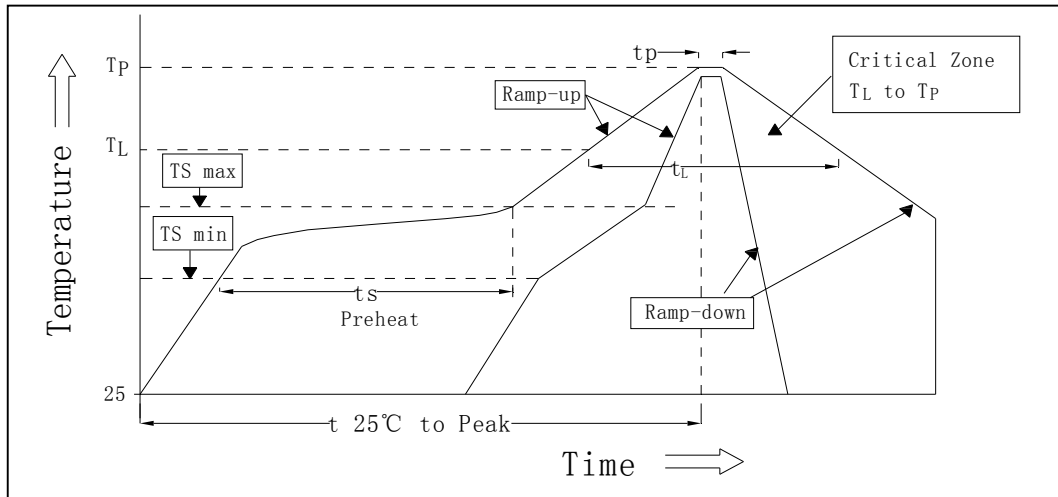 tp
TP
Critical Zone
TL to TP
Ramp-up
TL
TS max
tL
TS min
ts
Preheat
Ramp-down
25
t 25℃ to Peak
Temperature
Time